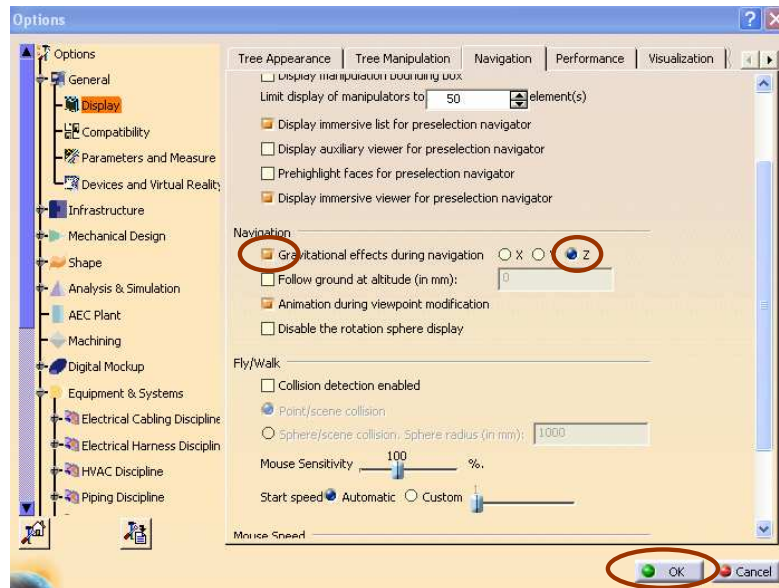 Options
Options
General
Display
Compatibility
Parameters and Measure
Devices and Virtual Reality
Infrastructure
Mechanical Design
Shape
Analysis & Simulation
AEC Plant
Machining
Digital Mockup
Equipment & Systems
Electrical Cabling Discipline
Electrical Harness Disciplin
HVAC Discipline
Piping Discipline
Tree Appearance Tree Manipulation Navigation Performance Visualization
Display manipulation bounding box
Limit display of manipulators to 50 element(s)
Display immersive list for preselection navigator
Display auxiliary viewer for preselection navigator
Prehighlight faces for preselection navigator
Display immersive viewer for preselection navigator
Navigation
Gravitational effects during navigation X Y Z
Follow ground at altitude (in mm): 0
Animation during viewpoint modification
Disable the rotation sphere display
Fly/Walk
Collision detection enabled
Point/scene collision
Sphere/scene collision. Sphere radius (in mm): 1000
Mouse Sensitivity 100 %.
Start speed Automatic Custom
Mouse Speed
OK Cancel